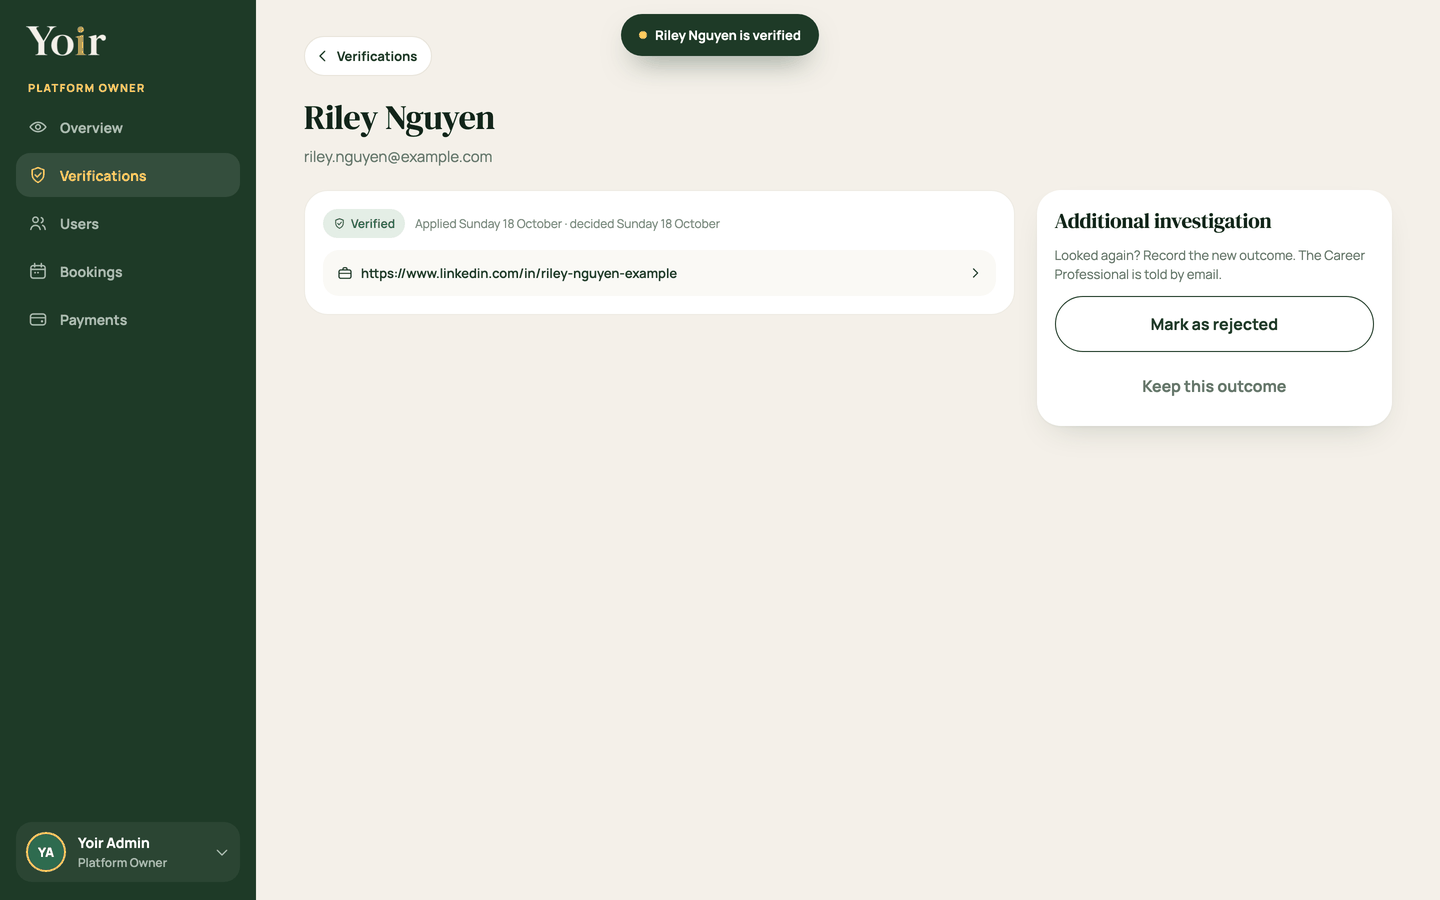 Yoir
PLATFORM OWNER
Overview
Verifications
Users
Bookings
Payments
YA
Yoir Admin
Platform Owner
Riley Nguyen is verified
Verifications
Riley Nguyen
riley.nguyen@example.com
Verified
Applied Sunday 18 October · decided Sunday 18 October
https://www.linkedin.com/in/riley-nguyen-example
Additional investigation
Looked again? Record the new outcome. The Career
Professional is told by email.
Mark as rejected
Keep this outcome